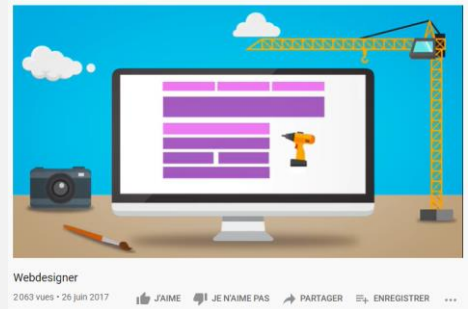 Webdesigner
2 063 vues • 26 juin 2017 J'AIME JE N'AIME PAS PARTAGER ENREGISTRER